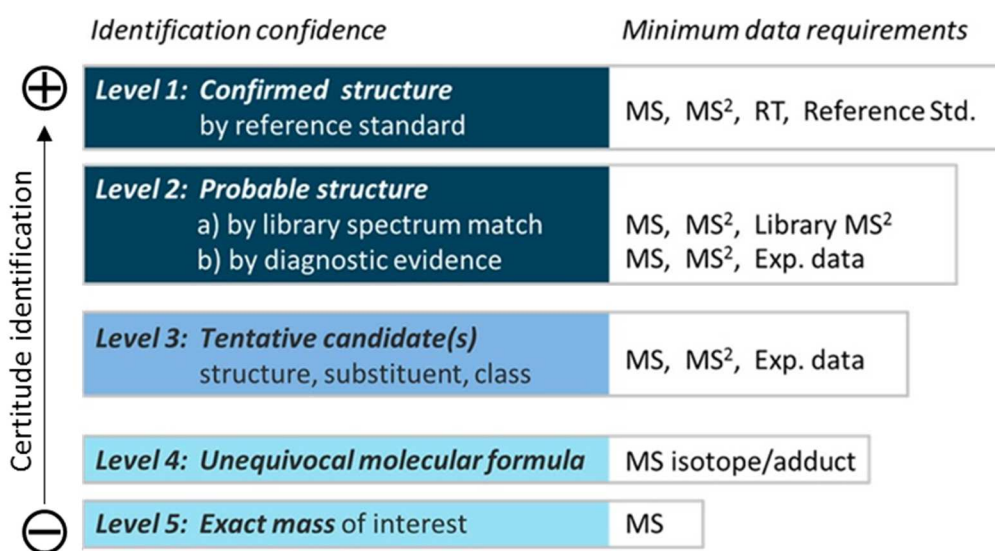 Identification confidence Minimum data requirements
Level 1: Confirmed structure
by reference standard
MS, MS², RT, Reference Std.
Level 2: Probable structure
a) by library spectrum match
b) by diagnostic evidence
MS, MS², Library MS²
MS, MS², Exp. data
Level 3: Tentative candidate(s)
structure, substituent, class
MS, MS², Exp. data
Level 4: Unequivocal molecular formula
MS isotope/adduct
Level 5: Exact mass of interest
MS
Certitude identification
+
−